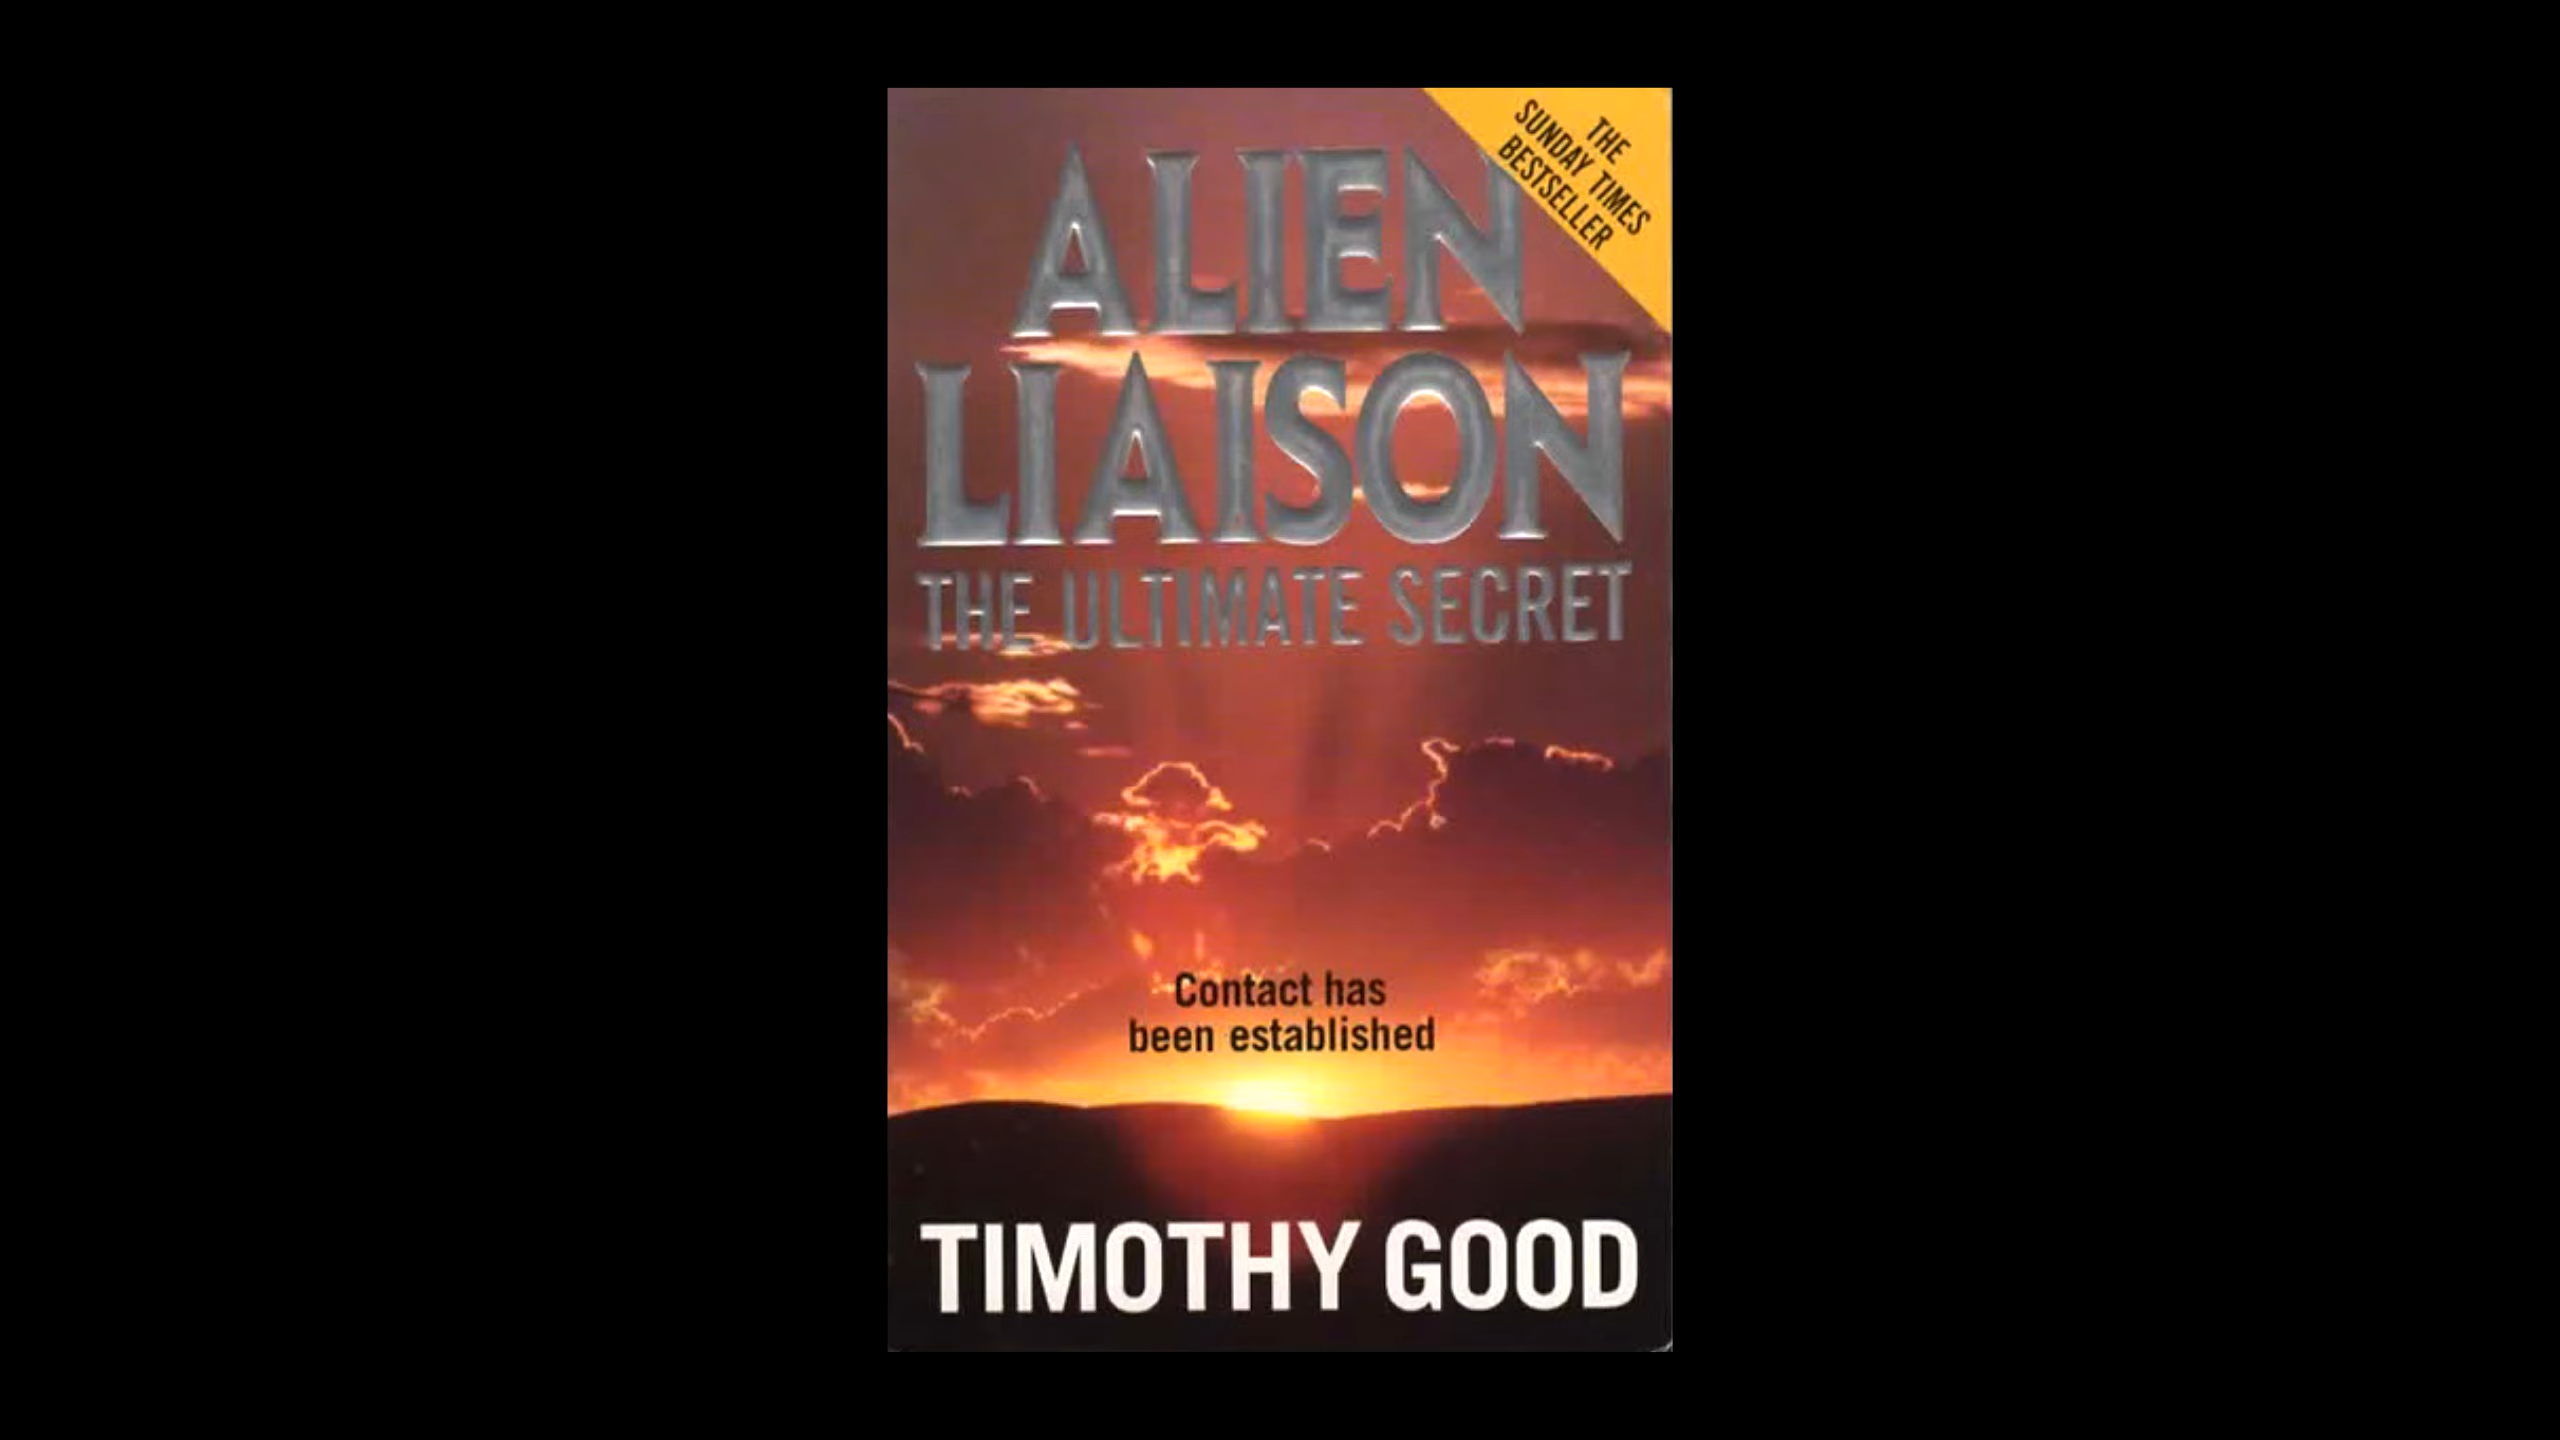 THE
SUNDAY TIMES
BESTSELLER
ALIEN
LIAISON
THE ULTIMATE SECRET
Contact has
been established
TIMOTHY GOOD